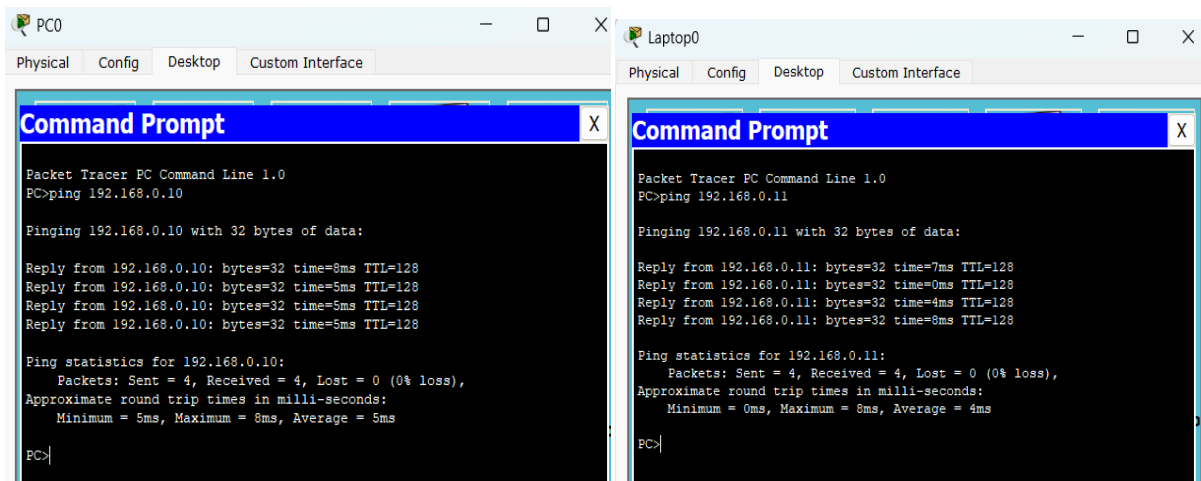 PC0
Physical Config Desktop Custom Interface
Command Prompt
X
Packet Tracer PC Command Line 1.0
PC>ping 192.168.0.10
Pinging 192.168.0.10 with 32 bytes of data:
Reply from 192.168.0.10: bytes=32 time=8ms TTL=128
Reply from 192.168.0.10: bytes=32 time=5ms TTL=128
Reply from 192.168.0.10: bytes=32 time=5ms TTL=128
Reply from 192.168.0.10: bytes=32 time=5ms TTL=128
Ping statistics for 192.168.0.10:
Packets: Sent = 4, Received = 4, Lost = 0 (0% loss),
Approximate round trip times in milli-seconds:
Minimum = 5ms, Maximum = 8ms, Average = 5ms
PC>
Laptop0
Physical Config Desktop Custom Interface
Command Prompt
X
Packet Tracer PC Command Line 1.0
PC>ping 192.168.0.11
Pinging 192.168.0.11 with 32 bytes of data:
Reply from 192.168.0.11: bytes=32 time=7ms TTL=128
Reply from 192.168.0.11: bytes=32 time=0ms TTL=128
Reply from 192.168.0.11: bytes=32 time=4ms TTL=128
Reply from 192.168.0.11: bytes=32 time=8ms TTL=128
Ping statistics for 192.168.0.11:
Packets: Sent = 4, Received = 4, Lost = 0 (0% loss),
Approximate round trip times in milli-seconds:
Minimum = 0ms, Maximum = 8ms, Average = 4ms
PC>